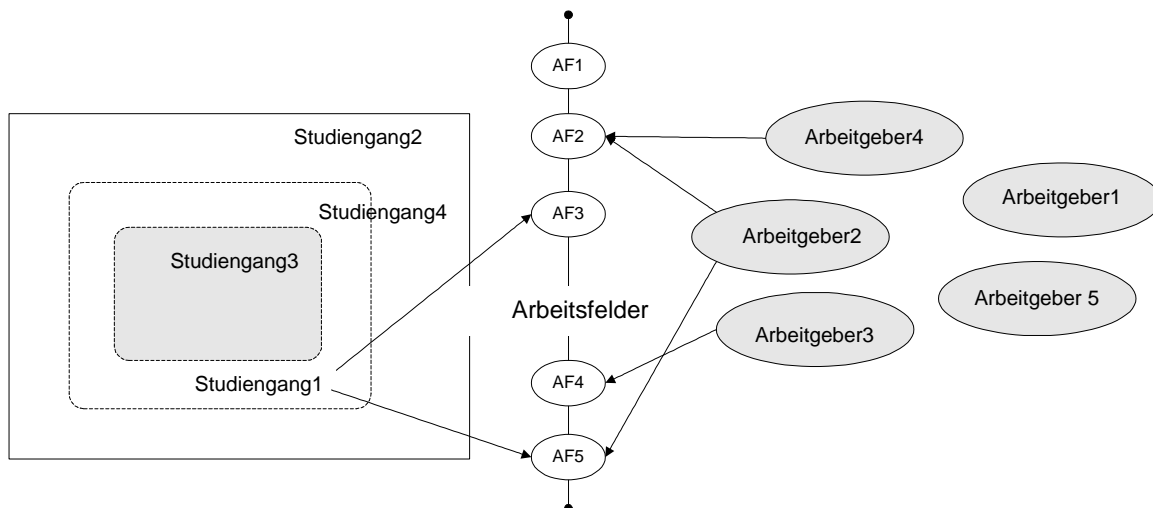 AF1
Studiengang2
AF2
Arbeitgeber4
Arbeitgeber1
Studiengang4
AF3
Arbeitgeber2
Studiengang3
Arbeitgeber 5
Arbeitsfelder
Arbeitgeber3
Studiengang1
AF4
AF5